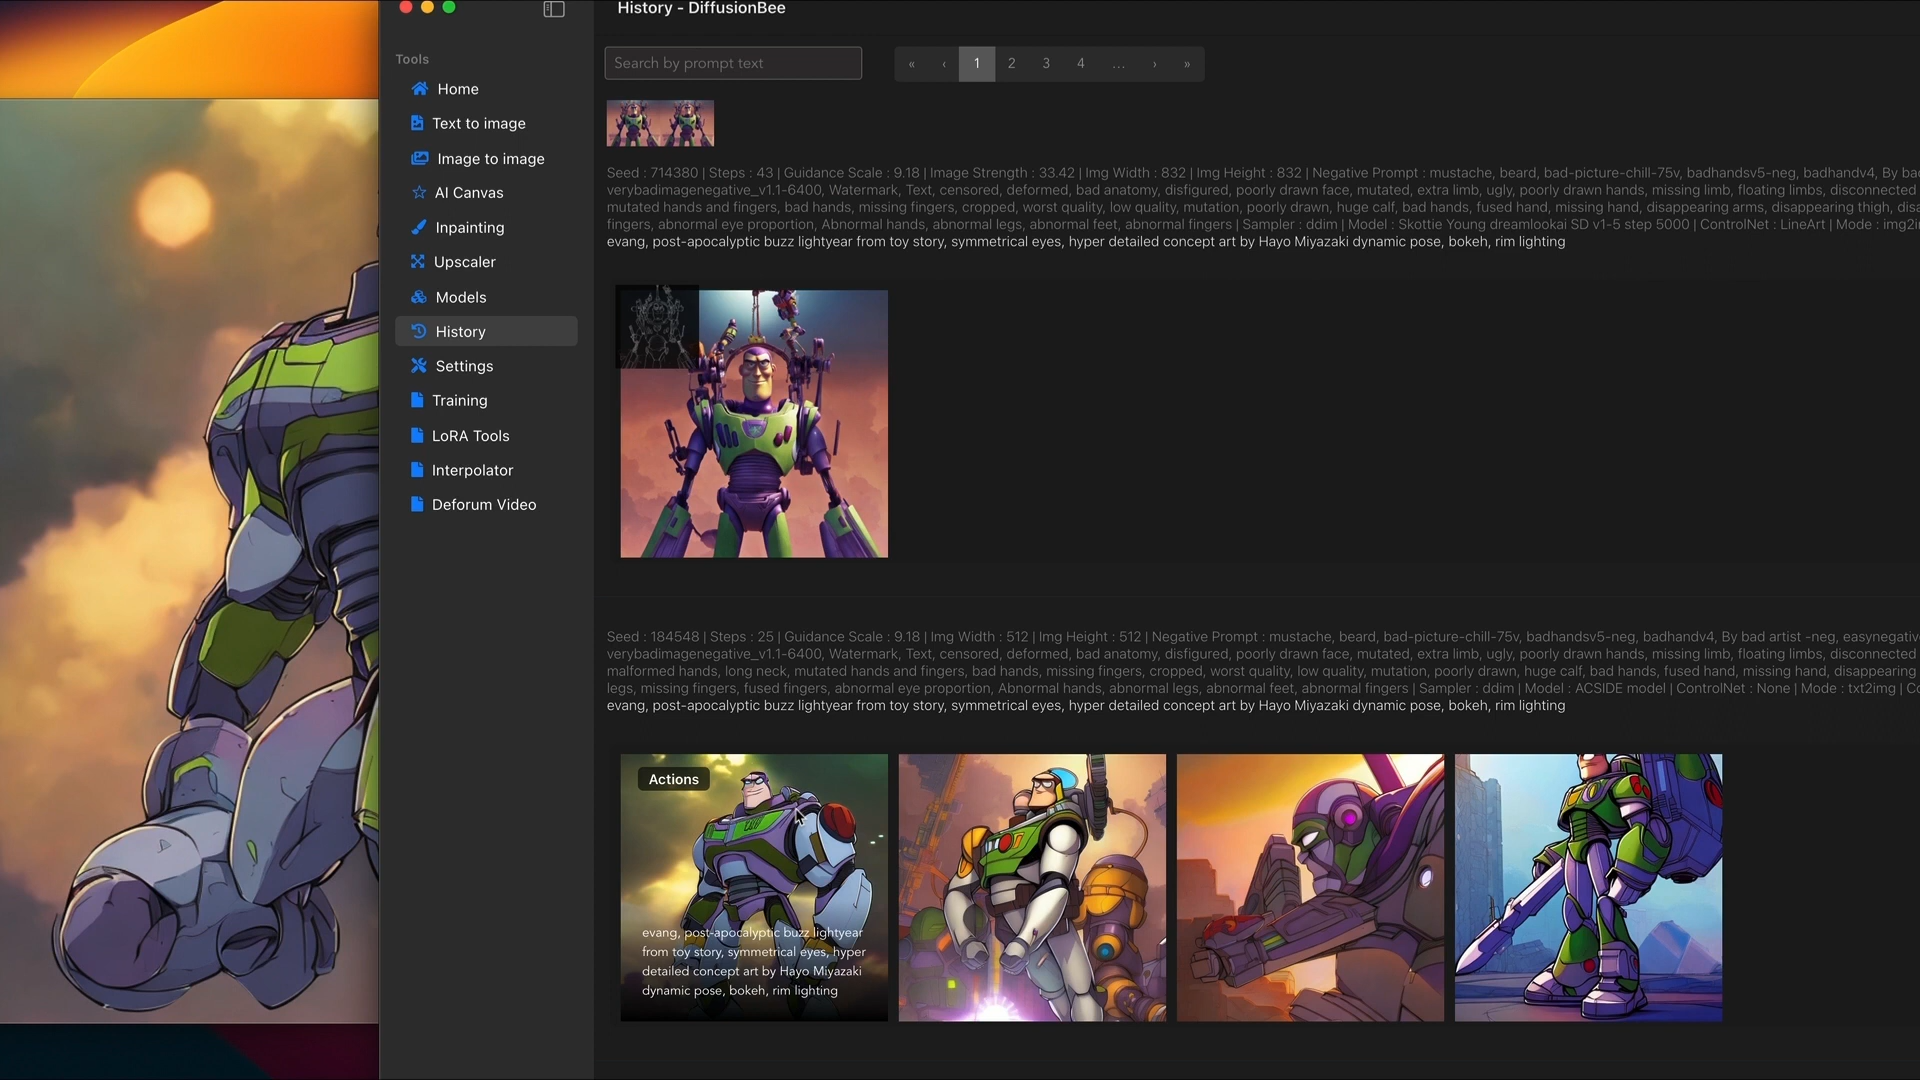 History - DiffusionBee
Tools
Home
Text to image
Image to image
AI Canvas
Inpainting
Upscaler
Models
History
Settings
Training
LoRA Tools
Interpolator
Deforum Video
Search by prompt text
« ‹ 1 2 3 4 ... › »
Seed : 714380 | Steps : 43 | Guidance Scale : 9.18 | Image Strength : 33.42 | Img Width : 832 | Img Height : 832 | Negative Prompt : mustache, beard, bad-picture-chill-75v, badhandsv5-neg, badhandv4, By ba
verybadimagenegative_v1.1-6400, Watermark, Text, censored, deformed, bad anatomy, disfigured, poorly drawn face, mutated, extra limb, ugly, poorly drawn hands, missing limb, floating limbs, disconnected
mutated hands and fingers, bad hands, missing fingers, cropped, worst quality, low quality, mutation, poorly drawn, huge calf, bad hands, fused hand, missing hand, disappearing arms, disappearing thigh, disa
fingers, abnormal eye proportion, Abnormal hands, abnormal legs, abnormal feet, abnormal fingers | Sampler : ddim | Model : Skottie Young dreamlookai SD v1-5 step 5000 | ControlNet : LineArt | Mode : img2i
evang, post-apocalyptic buzz lightyear from toy story, symmetrical eyes, hyper detailed concept art by Hayo Miyazaki dynamic pose, bokeh, rim lighting
Seed : 184548 | Steps : 25 | Guidance Scale : 9.18 | Img Width : 512 | Img Height : 512 | Negative Prompt : mustache, beard, bad-picture-chill-75v, badhandsv5-neg, badhandv4, By bad artist -neg, easynegativ
verybadimagenegative_v1.1-6400, Watermark, Text, censored, deformed, bad anatomy, disfigured, poorly drawn face, mutated, extra limb, ugly, poorly drawn hands, missing limb, floating limbs, disconnected
malformed hands, long neck, mutated hands and fingers, bad hands, missing fingers, cropped, worst quality, low quality, mutation, poorly drawn, huge calf, bad hands, fused hand, missing hand, disappearing
legs, missing fingers, fused fingers, abnormal eye proportion, Abnormal hands, abnormal legs, abnormal feet, abnormal fingers | Sampler : ddim | Model : ACSIDE model | ControlNet : None | Mode : txt2img | Co
evang, post-apocalyptic buzz lightyear from toy story, symmetrical eyes, hyper detailed concept art by Hayo Miyazaki dynamic pose, bokeh, rim lighting
Actions
evang, post-apocalyptic buzz lightyear
from toy story, symmetrical eyes, hyper
detailed concept art by Hayo Miyazaki
dynamic pose, bokeh, rim lighting